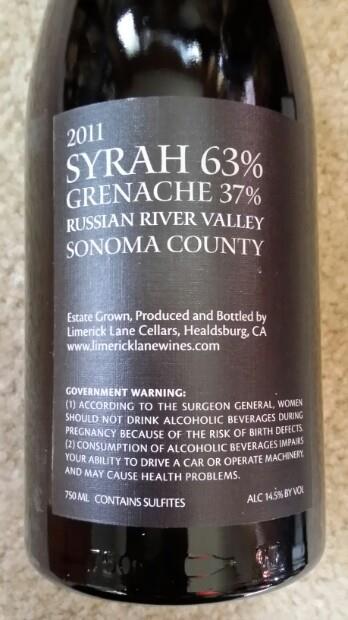 2011
SYRAH 63%
GRENACHE 37%
RUSSIAN RIVER VALLEY
SONOMA COUNTY
Estate Grown, Produced and Bottled by
Limerick Lane Cellars, Healdsburg, CA
www.limericklanewines.com
GOVERNMENT WARNING:
(1) ACCORDING TO THE SURGEON GENERAL, WOMEN
SHOULD NOT DRINK ALCOHOLIC BEVERAGES DURING
PREGNANCY BECAUSE OF THE RISK OF BIRTH DEFECTS.
(2) CONSUMPTION OF ALCOHOLIC BEVERAGES IMPAIRS
YOUR ABILITY TO DRIVE A CAR OR OPERATE MACHINERY,
AND MAY CAUSE HEALTH PROBLEMS.
750 ML CONTAINS SULFITES ALC 14.5% BY VOL